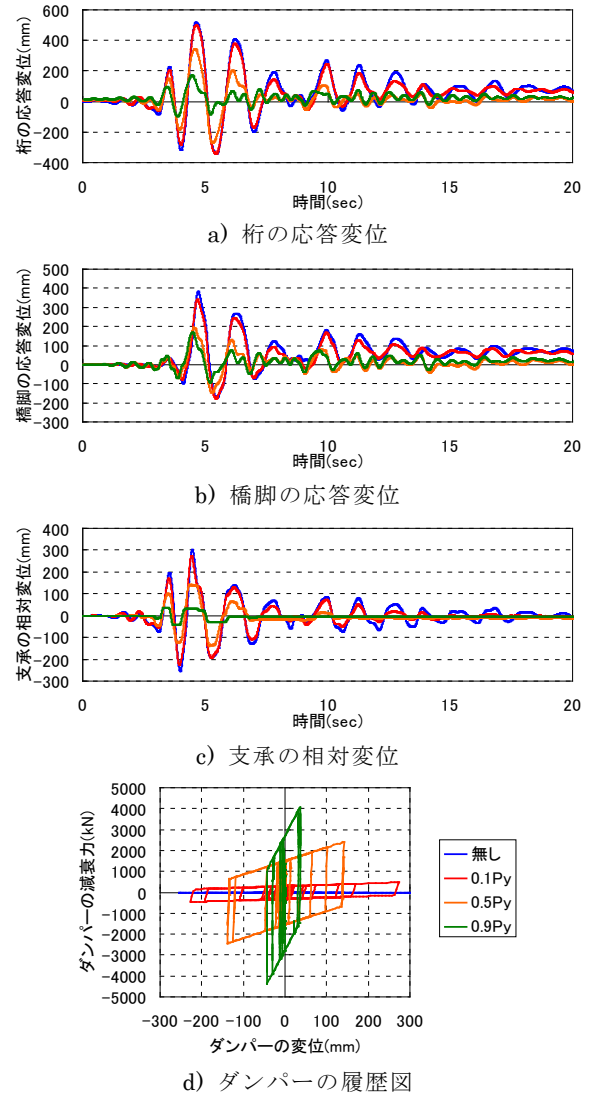 桁の応答変位(mm)
600
400
200
0
−200
−400
0 5 10 15 20
時間(sec)
a) 桁の応答変位
橋脚の応答変位(mm)
500
400
300
200
100
0
−100
−200
−300
0 5 10 15 20
時間(sec)
b) 橋脚の応答変位
支承の相対変位(mm)
400
300
200
100
0
−100
−200
−300
0 5 10 15 20
時間(sec)
c) 支承の相対変位
ダンパーの減衰力(kN)
5000
4000
3000
2000
1000
0
−1000
−2000
−3000
−4000
−5000
−300 −200 −100 0 100 200 300
ダンパーの変位(mm)
無し
0.1Py
0.5Py
0.9Py
d) ダンパーの履歴図